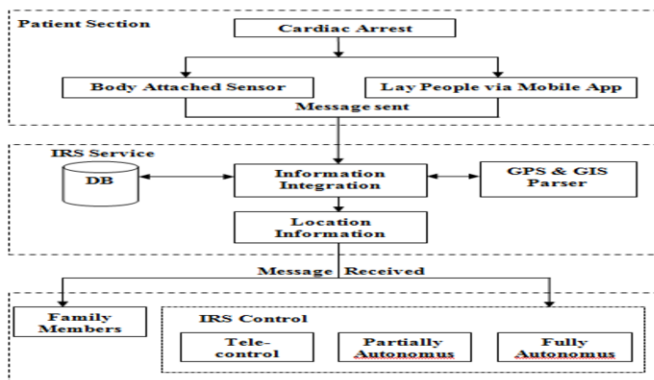 Patient Section
Cardiac Arrest
Body Attached Sensor
Lay People via Mobile App
Message sent
IRS Service
DB
Information
Integration
GPS & GIS
Parser
Location
Information
Message Received
Family
Members
IRS Control
Tele-
control
Partially
Autonomus
Fully
Autonomus